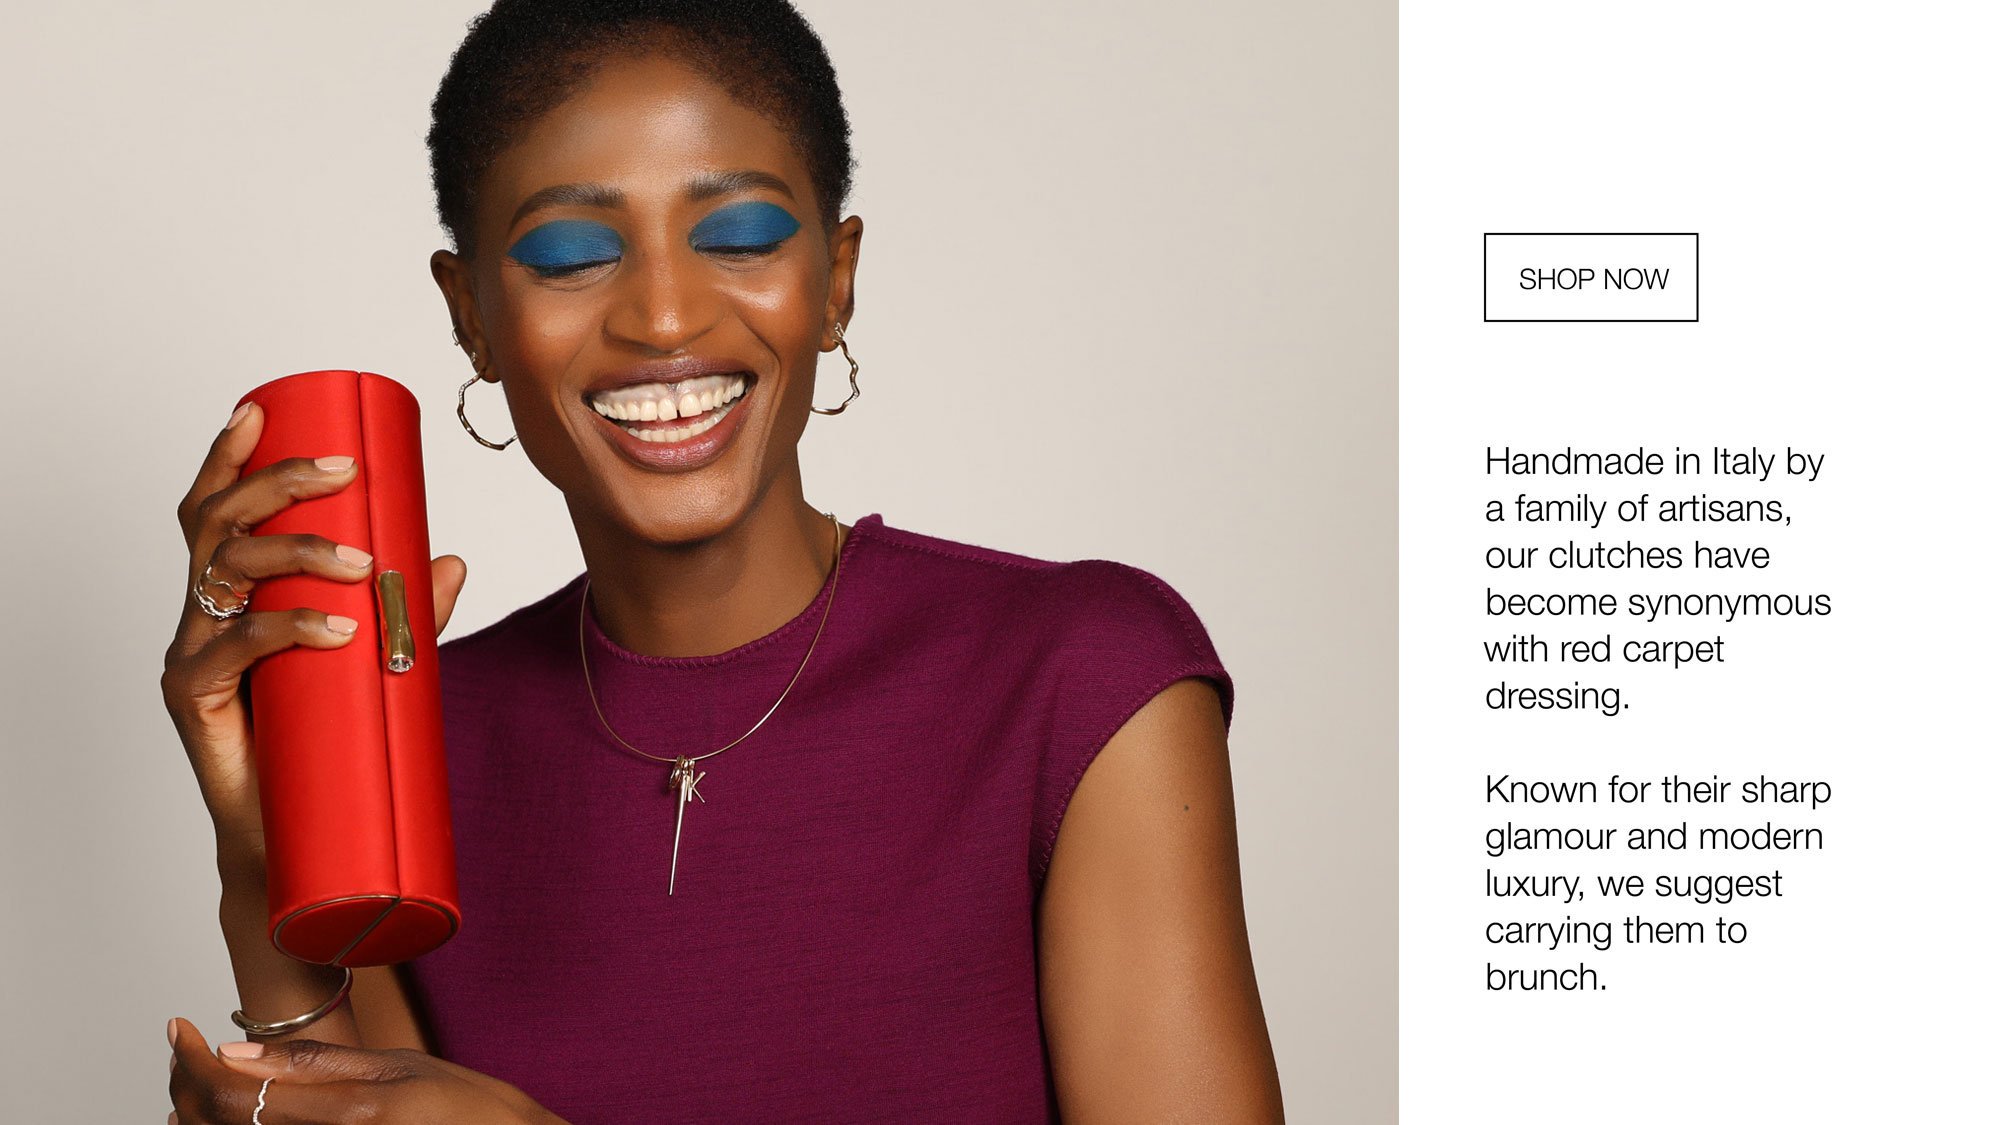 SHOP NOW
Handmade in Italy by
a family of artisans,
our clutches have
become synonymous
with red carpet
dressing.
Known for their sharp
glamour and modern
luxury, we suggest
carrying them to
brunch.
K